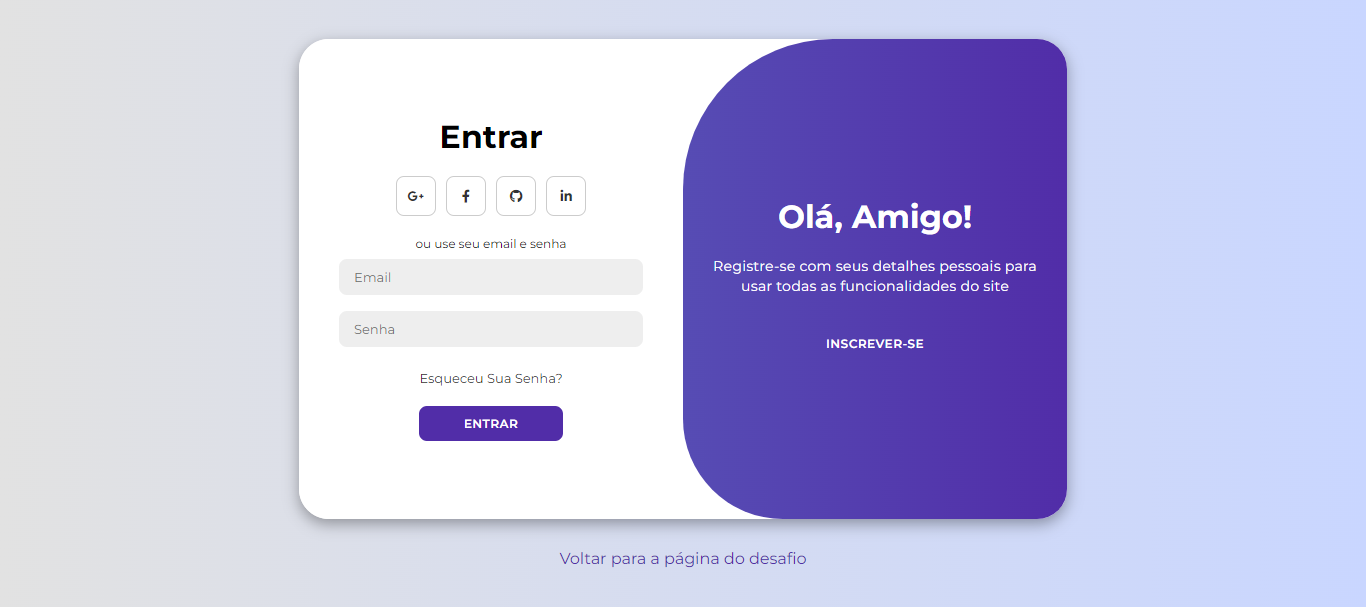 Entrar
ou use seu email e senha
Email
Senha
Esqueceu Sua Senha?
ENTRAR
Olá, Amigo!
Registre-se com seus detalhes pessoais para
usar todas as funcionalidades do site
INSCREVER-SE
Voltar para a página do desafio